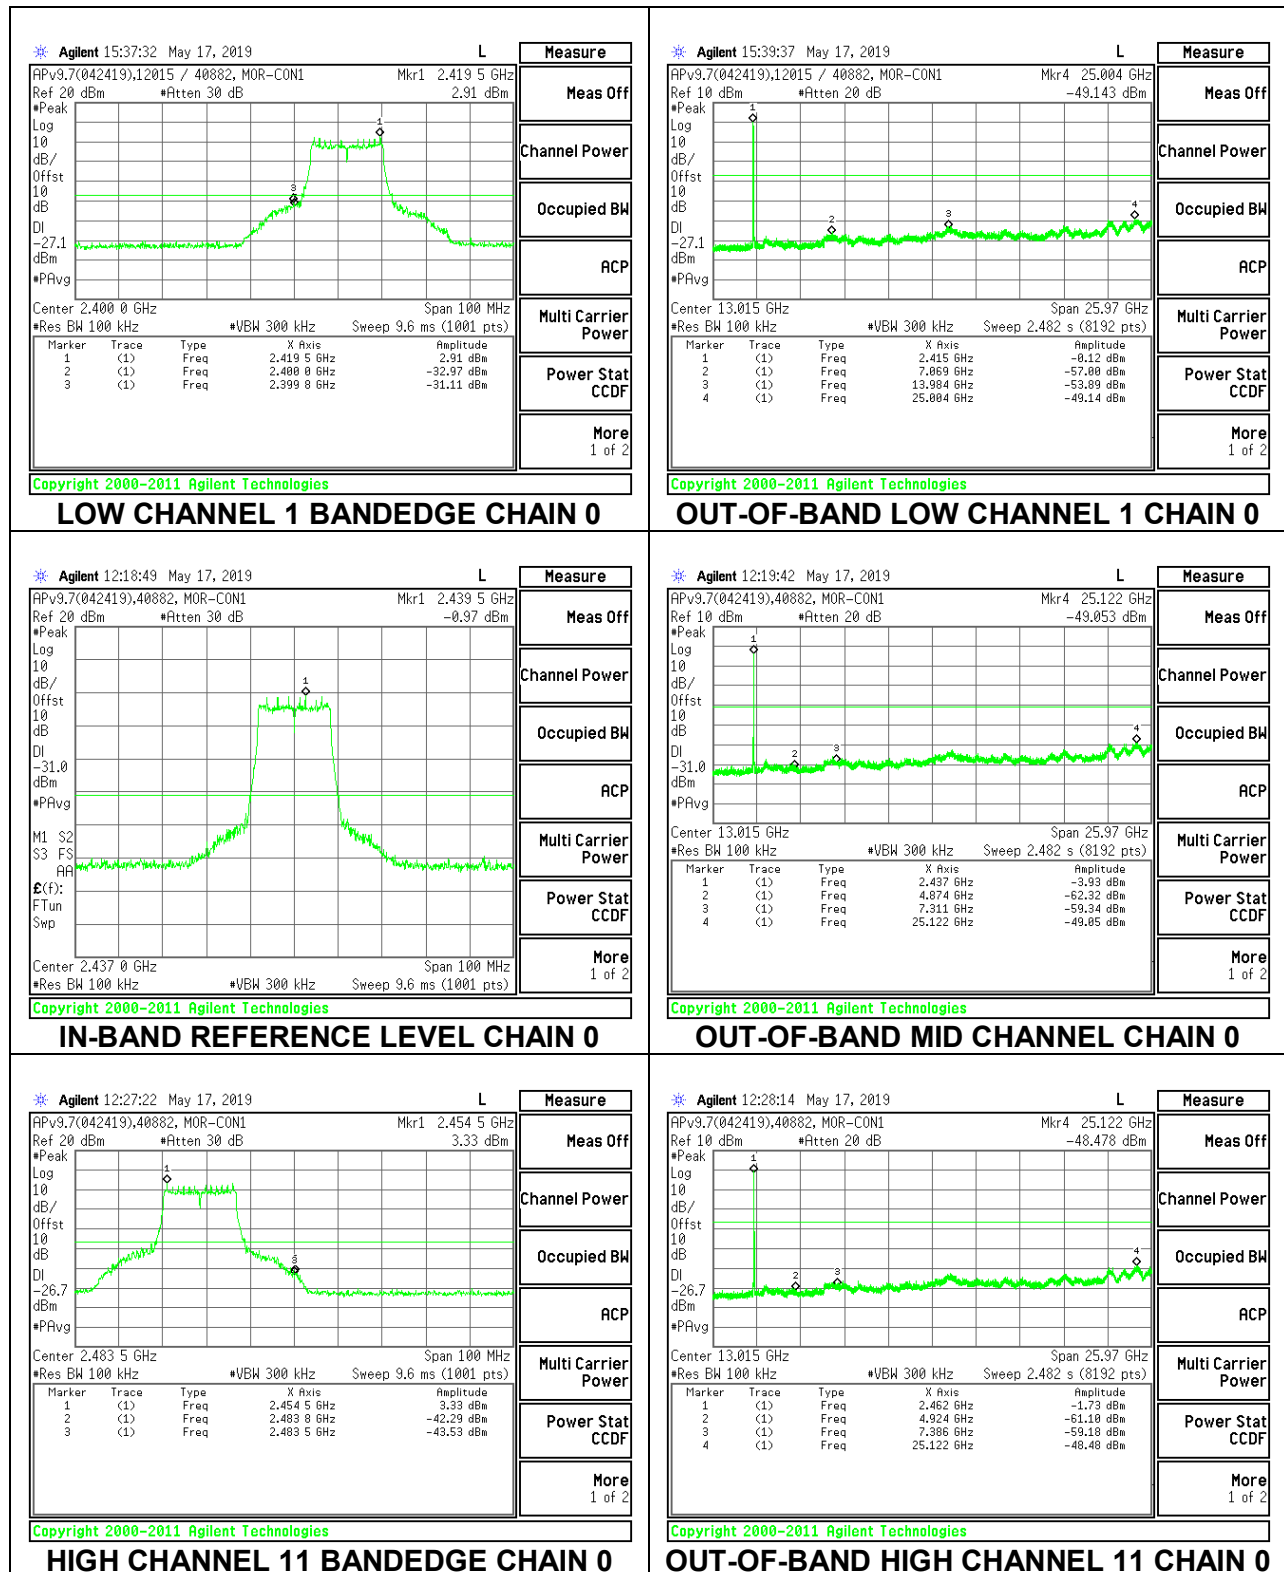 Agilent 15:37:32 May 17, 2019 L Measure
APv9.7(042419),12015 / 40882, MOR-CON1 Mkr1 2.419 5 GHz
Ref 20 dBm #Atten 30 dB 2.91 dBm Meas Off
#Peak
Log
10
dB/
Offst
10
dB
DI
-27.1
dBm
#PAvg
1
3
Channel Power
Occupied BW
ACP
Center 2.400 0 GHz Span 100 MHz
#Res BW 100 kHz #VBW 300 kHz Sweep 9.6 ms (1001 pts)
Multi Carrier
Power
Marker Trace Type X Axis Amplitude
1 (1) Freq 2.419 5 GHz 2.91 dBm
2 (1) Freq 2.400 0 GHz -32.97 dBm
3 (1) Freq 2.399 8 GHz -31.11 dBm
Power Stat
CCDF
More
1 of 2
Copyright 2000-2011 Agilent Technologies
LOW CHANNEL 1 BANDEDGE CHAIN 0
Agilent 15:39:37 May 17, 2019 L Measure
APv9.7(042419),12015 / 40882, MOR-CON1 Mkr4 25.004 GHz
Ref 10 dBm #Atten 20 dB -49.143 dBm Meas Off
#Peak
Log
10
dB/
Offst
10
dB
DI
-27.1
dBm
#PAvg
1
2
3
4
Channel Power
Occupied BW
ACP
Center 13.015 GHz Span 25.97 GHz
#Res BW 100 kHz #VBW 300 kHz Sweep 2.482 s (8192 pts)
Multi Carrier
Power
Marker Trace Type X Axis Amplitude
1 (1) Freq 2.415 GHz -0.12 dBm
2 (1) Freq 7.069 GHz -57.00 dBm
3 (1) Freq 13.984 GHz -53.89 dBm
4 (1) Freq 25.004 GHz -49.14 dBm
Power Stat
CCDF
More
1 of 2
Copyright 2000-2011 Agilent Technologies
OUT-OF-BAND LOW CHANNEL 1 CHAIN 0
Agilent 12:18:49 May 17, 2019 L Measure
APv9.7(042419),40882, MOR-CON1 Mkr1 2.439 5 GHz
Ref 20 dBm #Atten 30 dB -0.97 dBm Meas Off
#Peak
Log
10
dB/
Offst
10
dB
DI
-31.0
dBm
#PAvg
M1 S2
S3 FS
AA
£(f):
FTun
Swp
1
Channel Power
Occupied BW
ACP
Multi Carrier
Power
Power Stat
CCDF
More
1 of 2
Center 2.437 0 GHz Span 100 MHz
#Res BW 100 kHz #VBW 300 kHz Sweep 9.6 ms (1001 pts)
Copyright 2000-2011 Agilent Technologies
IN-BAND REFERENCE LEVEL CHAIN 0
Agilent 12:19:42 May 17, 2019 L Measure
APv9.7(042419),40882, MOR-CON1 Mkr4 25.122 GHz
Ref 10 dBm #Atten 20 dB -49.053 dBm Meas Off
#Peak
Log
10
dB/
Offst
10
dB
DI
-31.0
dBm
#PAvg
1
2
3
4
Channel Power
Occupied BW
ACP
Center 13.015 GHz Span 25.97 GHz
#Res BW 100 kHz #VBW 300 kHz Sweep 2.482 s (8192 pts)
Multi Carrier
Power
Marker Trace Type X Axis Amplitude
1 (1) Freq 2.437 GHz -3.93 dBm
2 (1) Freq 4.874 GHz -62.32 dBm
3 (1) Freq 7.311 GHz -59.34 dBm
4 (1) Freq 25.122 GHz -49.05 dBm
Power Stat
CCDF
More
1 of 2
Copyright 2000-2011 Agilent Technologies
OUT-OF-BAND MID CHANNEL CHAIN 0
Agilent 12:27:22 May 17, 2019 L Measure
APv9.7(042419),40882, MOR-CON1 Mkr1 2.454 5 GHz
Ref 20 dBm #Atten 30 dB 3.33 dBm Meas Off
#Peak
Log
10
dB/
Offst
10
dB
DI
-26.7
dBm
#PAvg
1
Channel Power
Occupied BW
ACP
Center 2.483 5 GHz Span 100 MHz
#Res BW 100 kHz #VBW 300 kHz Sweep 9.6 ms (1001 pts)
Multi Carrier
Power
Marker Trace Type X Axis Amplitude
1 (1) Freq 2.454 5 GHz 3.33 dBm
2 (1) Freq 2.483 8 GHz -42.29 dBm
3 (1) Freq 2.483 5 GHz -43.53 dBm
Power Stat
CCDF
More
1 of 2
Copyright 2000-2011 Agilent Technologies
HIGH CHANNEL 11 BANDEDGE CHAIN 0
Agilent 12:28:14 May 17, 2019 L Measure
APv9.7(042419),40882, MOR-CON1 Mkr4 25.122 GHz
Ref 10 dBm #Atten 20 dB -48.478 dBm Meas Off
#Peak
Log
10
dB/
Offst
10
dB
DI
-26.7
dBm
#PAvg
1
2
3
4
Channel Power
Occupied BW
ACP
Center 13.015 GHz Span 25.97 GHz
#Res BW 100 kHz #VBW 300 kHz Sweep 2.482 s (8192 pts)
Multi Carrier
Power
Marker Trace Type X Axis Amplitude
1 (1) Freq 2.462 GHz -1.73 dBm
2 (1) Freq 4.924 GHz -61.10 dBm
3 (1) Freq 7.386 GHz -59.18 dBm
4 (1) Freq 25.122 GHz -48.48 dBm
Power Stat
CCDF
More
1 of 2
Copyright 2000-2011 Agilent Technologies
OUT-OF-BAND HIGH CHANNEL 11 CHAIN 0